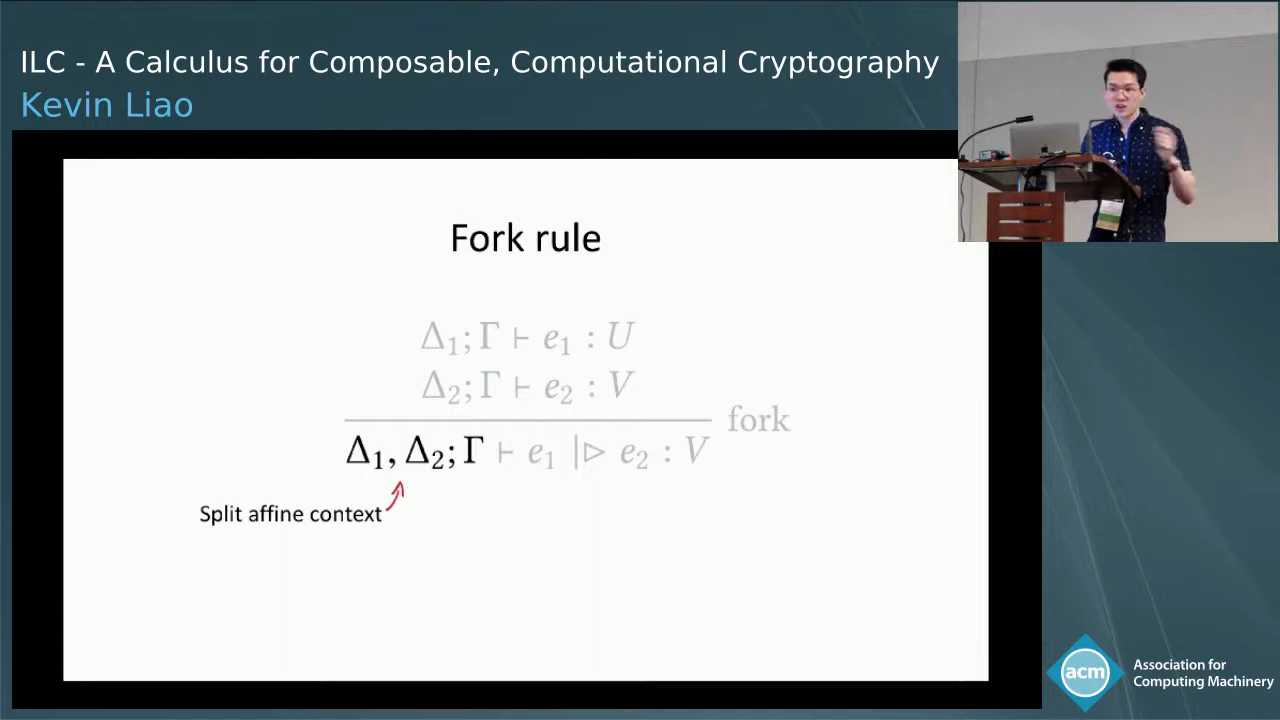 ILC - A Calculus for Composable, Computational Cryptography
Kevin Liao
Fork rule
Δ₁; Γ ⊢ e₁ : U
Δ₂; Γ ⊢ e₂ : V
fork
Δ₁, Δ₂; Γ ⊢ e₁ |▷ e₂ : V
Split affine context
acm
Association for
Computing Machinery